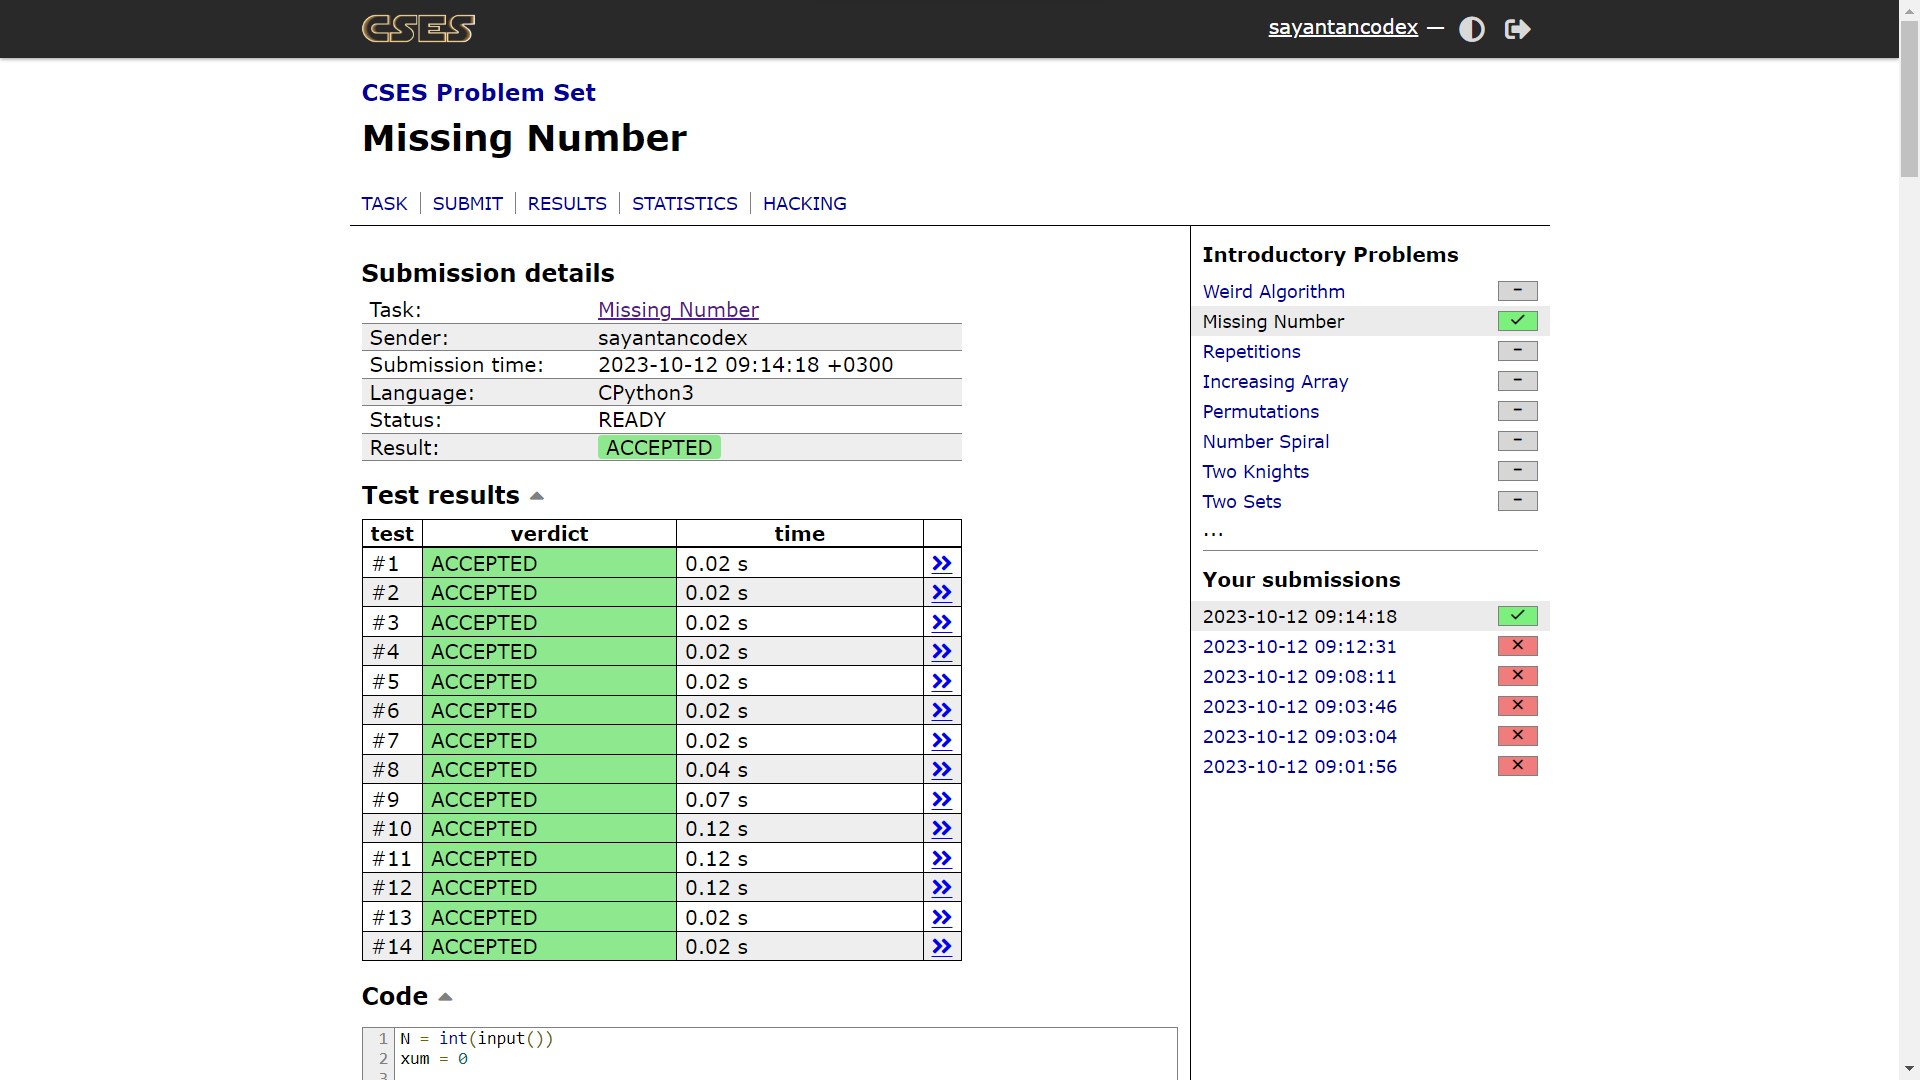 CSES
sayantancodex —
CSES Problem Set
Missing Number
TASK SUBMIT RESULTS STATISTICS HACKING
Submission details
Task: Missing Number
Sender: sayantancodex
Submission time: 2023-10-12 09:14:18 +0300
Language: CPython3
Status: READY
Result: ACCEPTED
Test results
test verdict time
#1 ACCEPTED 0.02 s
#2 ACCEPTED 0.02 s
#3 ACCEPTED 0.02 s
#4 ACCEPTED 0.02 s
#5 ACCEPTED 0.02 s
#6 ACCEPTED 0.02 s
#7 ACCEPTED 0.02 s
#8 ACCEPTED 0.04 s
#9 ACCEPTED 0.07 s
#10 ACCEPTED 0.12 s
#11 ACCEPTED 0.12 s
#12 ACCEPTED 0.12 s
#13 ACCEPTED 0.02 s
#14 ACCEPTED 0.02 s
Code
1 N = int(input())
2 xum = 0
3
Introductory Problems
Weird Algorithm –
Missing Number
Repetitions –
Increasing Array –
Permutations –
Number Spiral –
Two Knights –
Two Sets –
...
Your submissions
2023-10-12 09:14:18
2023-10-12 09:12:31
2023-10-12 09:08:11
2023-10-12 09:03:46
2023-10-12 09:03:04
2023-10-12 09:01:56